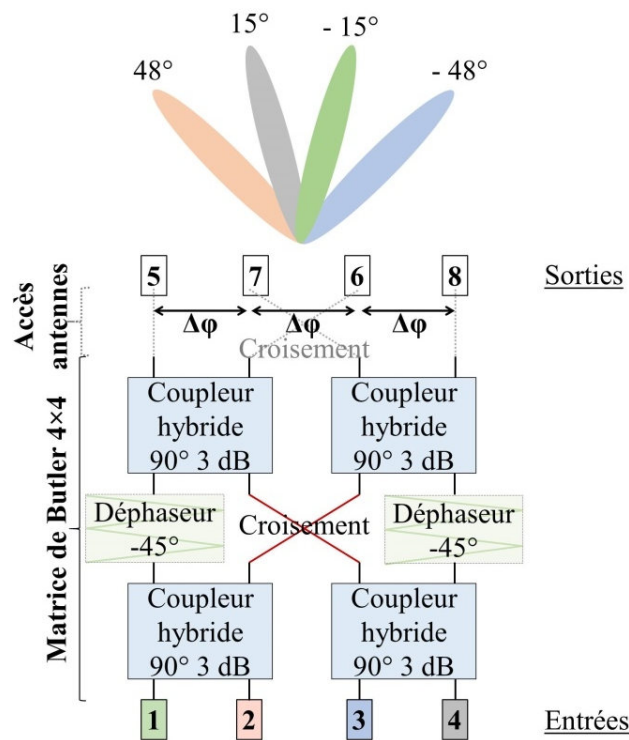 15°
- 15°
48°
- 48°
5
7
6
8
Sorties
Accès
antennes
Δφ
Δφ
Δφ
Croisement
Coupleur
hybride
90° 3 dB
Coupleur
hybride
90° 3 dB
Matrice de Butler 4×4
Déphaseur
-45°
Croisement
Déphaseur
-45°
Coupleur
hybride
90° 3 dB
Coupleur
hybride
90° 3 dB
1
2
3
4
Entrées